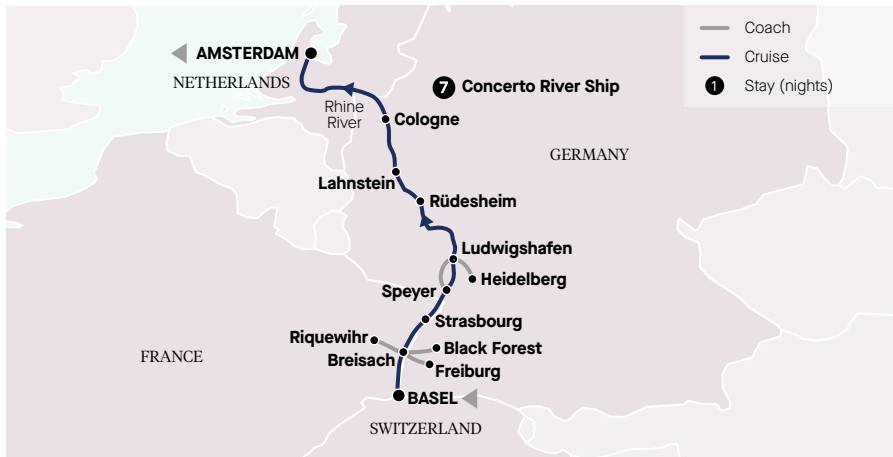 Coach
Cruise
1 Stay (nights)
AMSTERDAM
NETHERLANDS
7 Concerto River Ship
Rhine
River
Cologne
GERMANY
Lahnstein
Rüdesheim
Ludwigshafen
Heidelberg
Speyer
Strasbourg
Riquewihr
Black Forest
Breisach
FRANCE
Freiburg
BASEL
SWITZERLAND